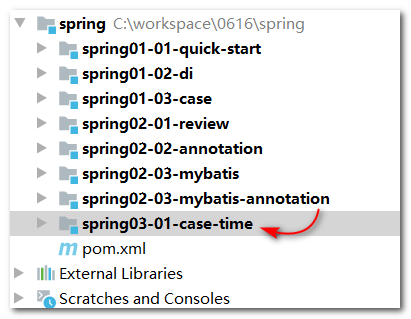 spring C:\workspace\0616\spring
spring01-01-quick-start
spring01-02-di
spring01-03-case
spring02-01-review
spring02-02-annotation
spring02-03-mybatis
spring02-03-mybatis-annotation
spring03-01-case-time
pom.xml
External Libraries
Scratches and Consoles